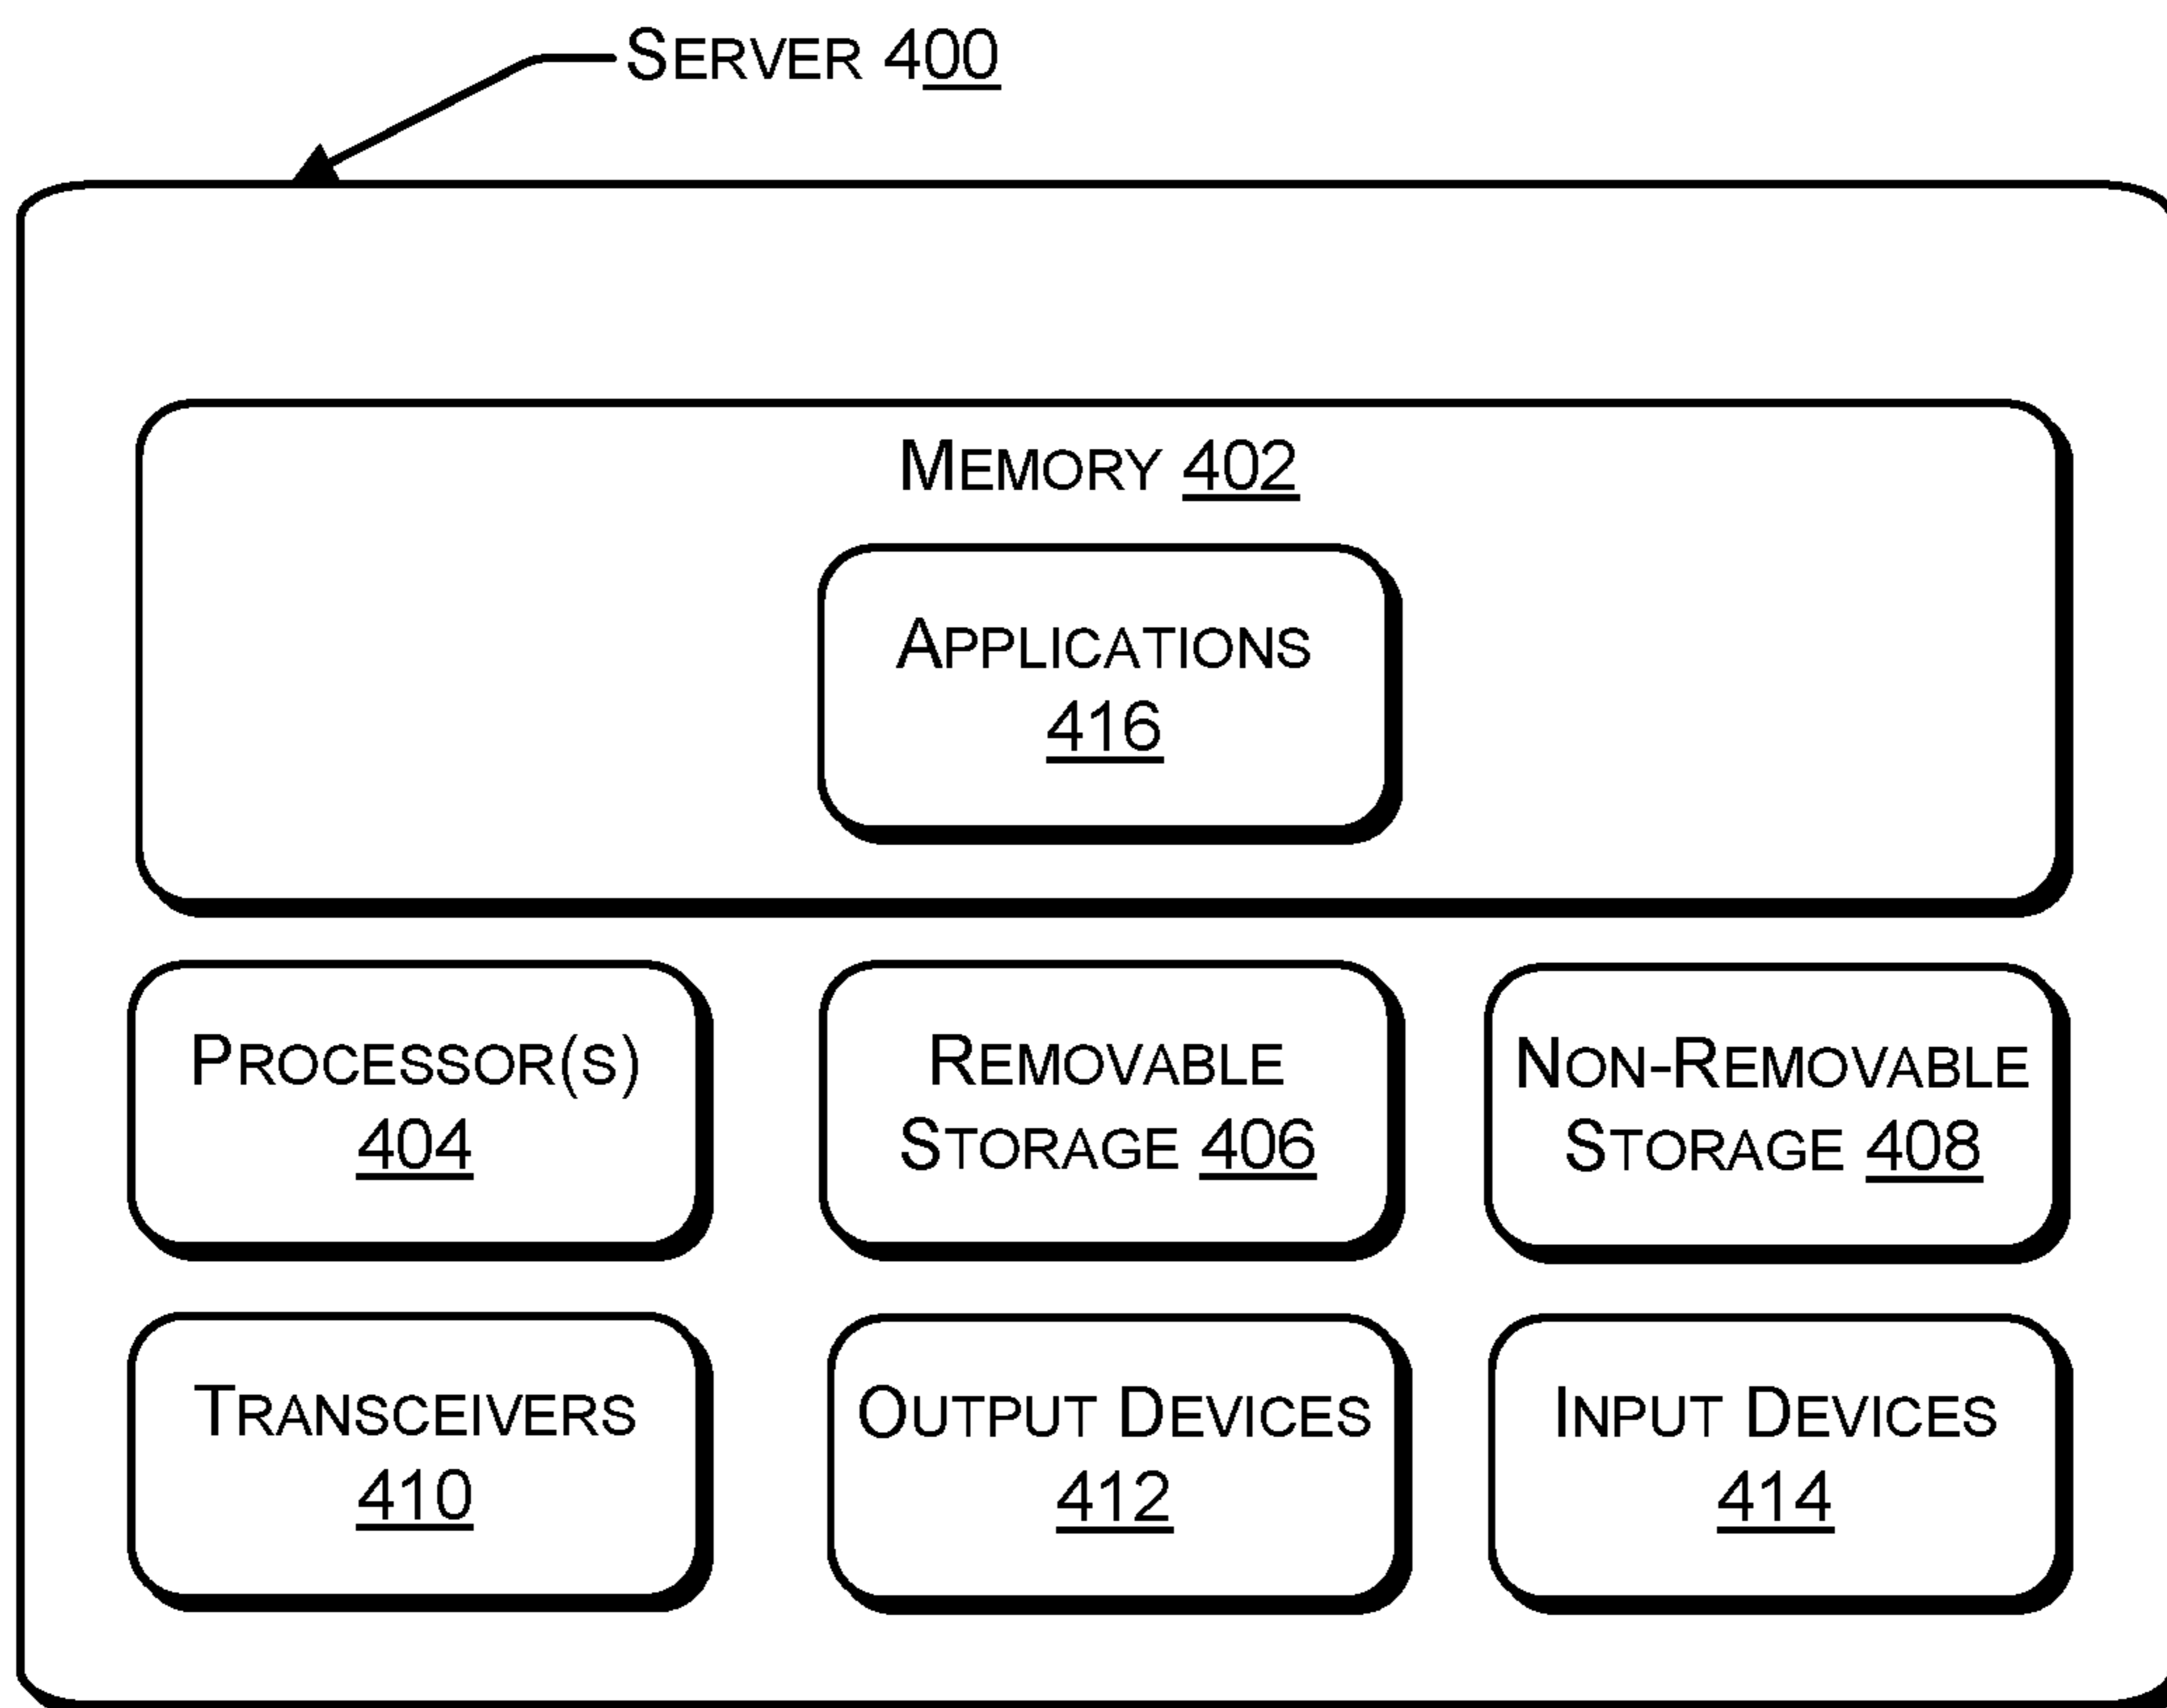 SERVER 400
MEMORY 402
APPLICATIONS
416
PROCESSOR(S)
404
REMOVABLE
STORAGE 406
NON-REMOVABLE
STORAGE 408
TRANSCEIVERS
410
OUTPUT DEVICES
412
INPUT DEVICES
414